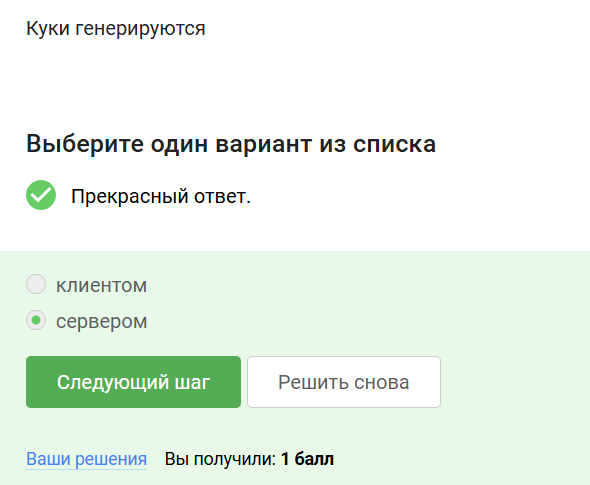 Куки генерируются
Выберите один вариант из списка
Прекрасный ответ.
клиентом
сервером
Следующий шаг Решить снова
Ваши решения Вы получили: 1 балл